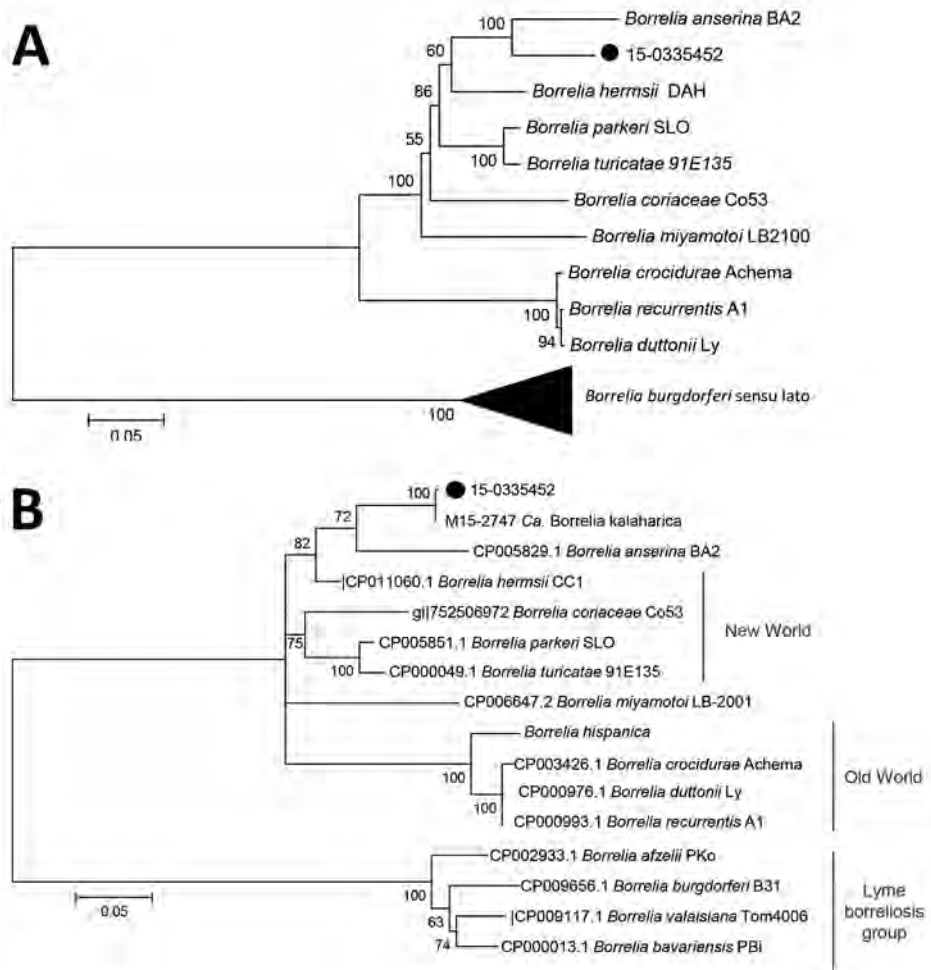 A
Borrelia anserina BA2
100
15-0335452
60
Borrelia hermsii DAH
86
Borrelia parkeri SLO
55
100
Borrelia turicatae 91E135
100
Borrelia coriaceae Co53
Borrelia miyamotoi LB2100
Borrelia crocidurae Achema
100
Borrelia recurrentis A1
94
Borrelia duttonii Ly
100
Borrelia burgdorferi sensu lato
0.05
B
100
15-0335452
72
M15-2747 Ca. Borrelia kalaharica
82
CP005829.1 Borrelia anserina BA2
|CP011060.1 Borrelia hermsii CC1
gi||752506972 Borrelia coriaceae Co53
New World
75
CP005851.1 Borrelia parkeri SLO
100
CP000049.1 Borrelia turicatae 91E135
CP006647.2 Borrelia miyamotoi LB-2001
Borrelia hispanica
100
CP003426.1 Borrelia crocidurae Achema
Old World
100
CP000976.1 Borrelia duttonii Ly
CP000993.1 Borrelia recurrentis A1
CP002933.1 Borrelia afzelii PKo
100
CP009656.1 Borrelia burgdorferi B31
Lyme
borreliosis
group
0.05
63
|CP009117.1 Borrelia valaisiana Tom4006
74
CP000013.1 Borrelia bavariensis PBi